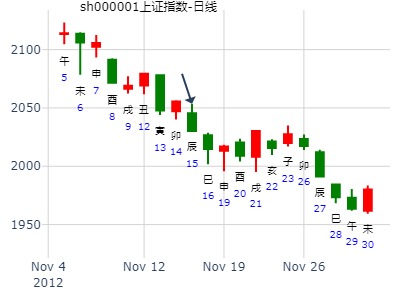 sh000001上证指数-日线
2100
2050
2000
1950
午
5
未
6
申
7
酉
8
戌
9
丑
12
寅
13
卯
14
辰
15
巳
16
申
19
酉
20
戌
21
亥
22
子
23
卯
26
辰
27
巳
28
午
29
未
30
Nov 4
2012
Nov 12
Nov 19
Nov 26